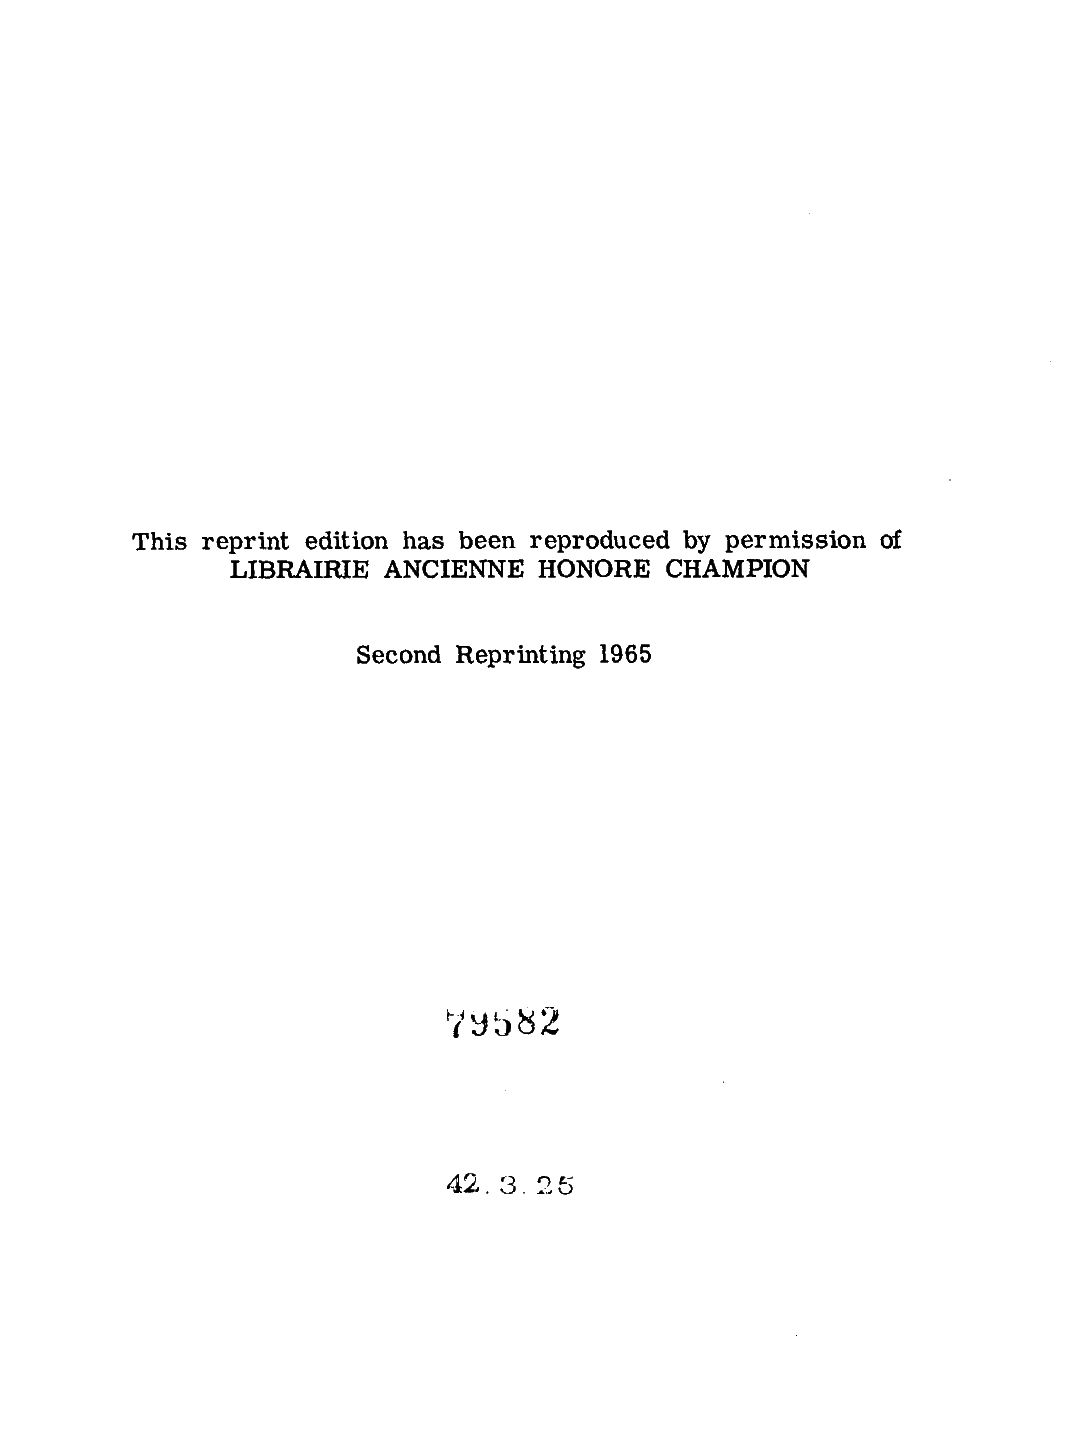 This reprint edition has been reproduced by permission of
LIBRAIRIE ANCIENNE HONORE CHAMPION
Second Reprinting 1965
79582
42.3.25